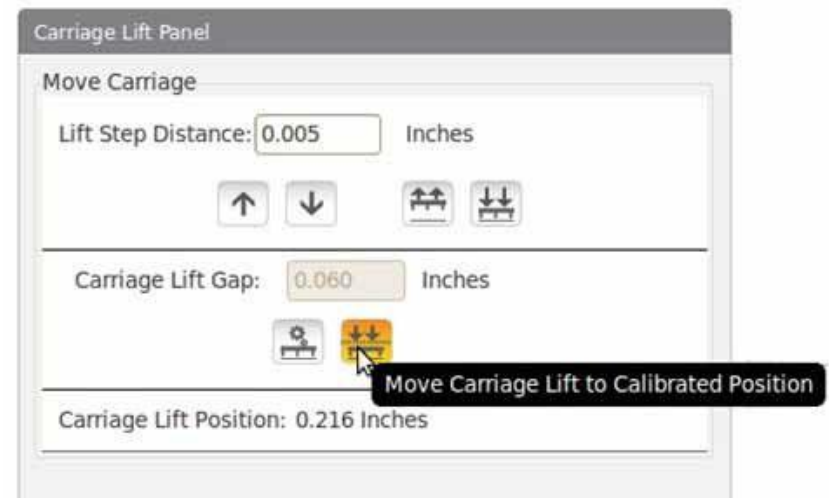 Carriage Lift Panel
Move Carriage
Lift Step Distance: 0.005 Inches
Carriage Lift Gap: 0.060 Inches
Move Carriage Lift to Calibrated Position
Carriage Lift Position: 0.216 Inches